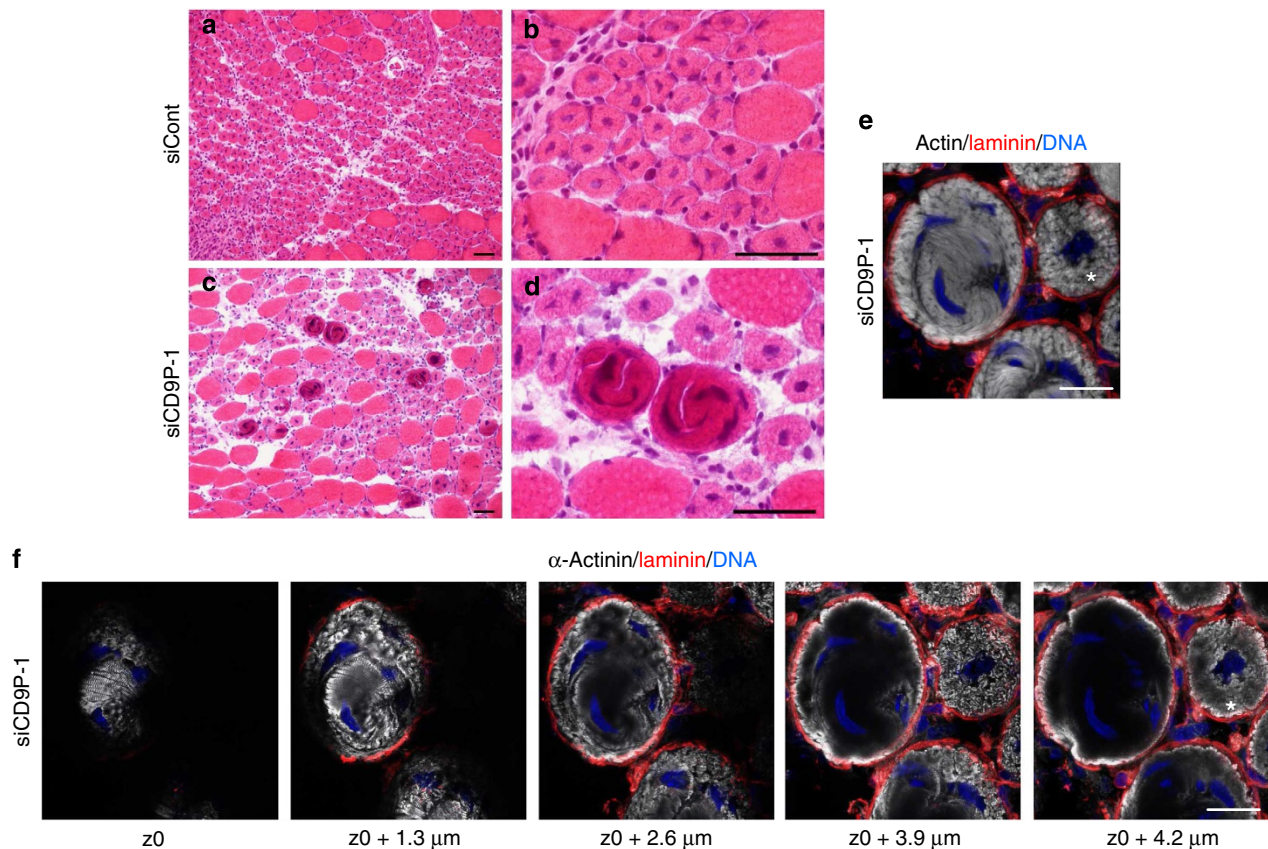 a
b
siCont
c
d
siCD9P-1
e
Actin/laminin/DNA
siCD9P-1
*
f
α-Actinin/laminin/DNA
siCD9P-1
*
z0
z0 + 1.3 μm
z0 + 2.6 μm
z0 + 3.9 μm
z0 + 4.2 μm